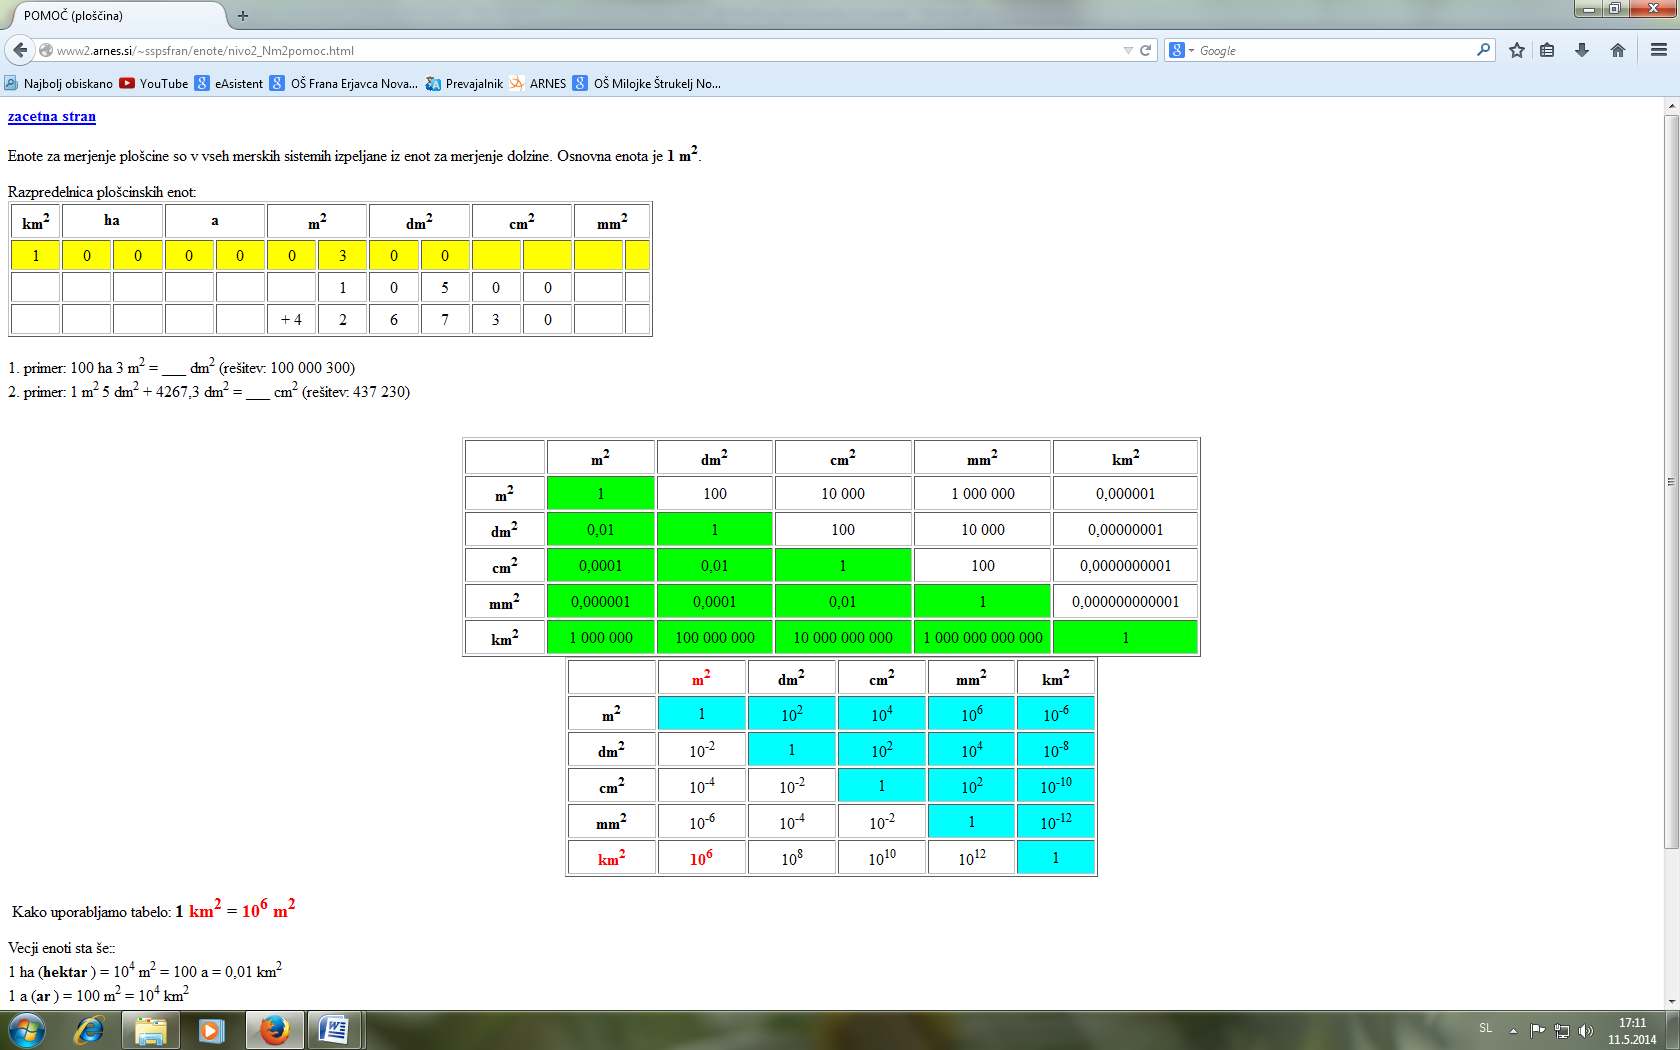 POMOČ (ploščina)
www2.arnes.si/~sspsfran/enote/nivo2_Nm2pomoc.html
Google
Najbolj obiskano YouTube eAsistent OŠ Frana Erjavca Nova... Prevajalnik ARNES OŠ Milojke Štrukelj No...
zacetna stran
Enote za merjenje plošcine so v vseh merskih sistemih izpeljane iz enot za merjenje dolzine. Osnovna enota je 1 m².
Razpredelnica plošcinskih enot:
km² ha a m² dm² cm² mm²
1 0 0 0 0 0 3 0 0
1 0 5 0 0
+ 4 2 6 7 3 0
1. primer: 100 ha 3 m² = ___ dm² (rešitev: 100 000 300)
2. primer: 1 m² 5 dm² + 4267,3 dm² = ___ cm² (rešitev: 437 230)
m² dm² cm² mm² km²
m² 1 100 10 000 1 000 000 0,000001
dm² 0,01 1 100 10 000 0,00000001
cm² 0,0001 0,01 1 100 0,0000000001
mm² 0,000001 0,0001 0,01 1 0,000000000001
km² 1 000 000 100 000 000 10 000 000 000 1 000 000 000 000 1
m² dm² cm² mm² km²
m² 1 10² 10⁴ 10⁶ 10⁻⁶
dm² 10⁻² 1 10² 10⁴ 10⁻⁸
cm² 10⁻⁴ 10⁻² 1 10² 10⁻¹⁰
mm² 10⁻⁶ 10⁻⁴ 10⁻² 1 10⁻¹²
km² 10⁶ 10⁸ 10¹⁰ 10¹² 1
Kako uporabljamo tabelo: 1 km² = 10⁶ m²
Vecji enoti sta še::
1 ha (hektar ) = 10⁴ m² = 100 a = 0,01 km²
1 a (ar ) = 100 m² = 10⁴ km²
SL
17:11
11.5.2014